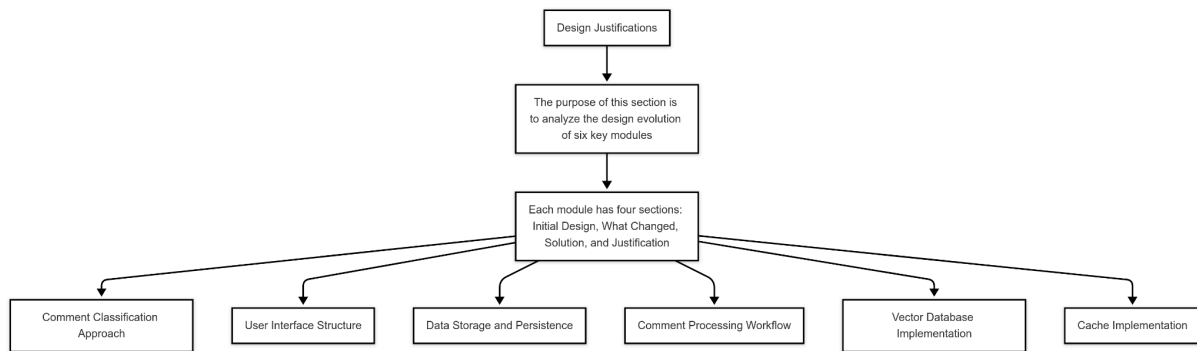 Design Justifications
The purpose of this section is
to analyze the design evolution
of six key modules
Each module has four sections:
Initial Design, What Changed,
Solution, and Justification
Comment Classification
Approach
User Interface Structure
Data Storage and Persistence
Comment Processing Workflow
Vector Database
Implementation
Cache Implementation